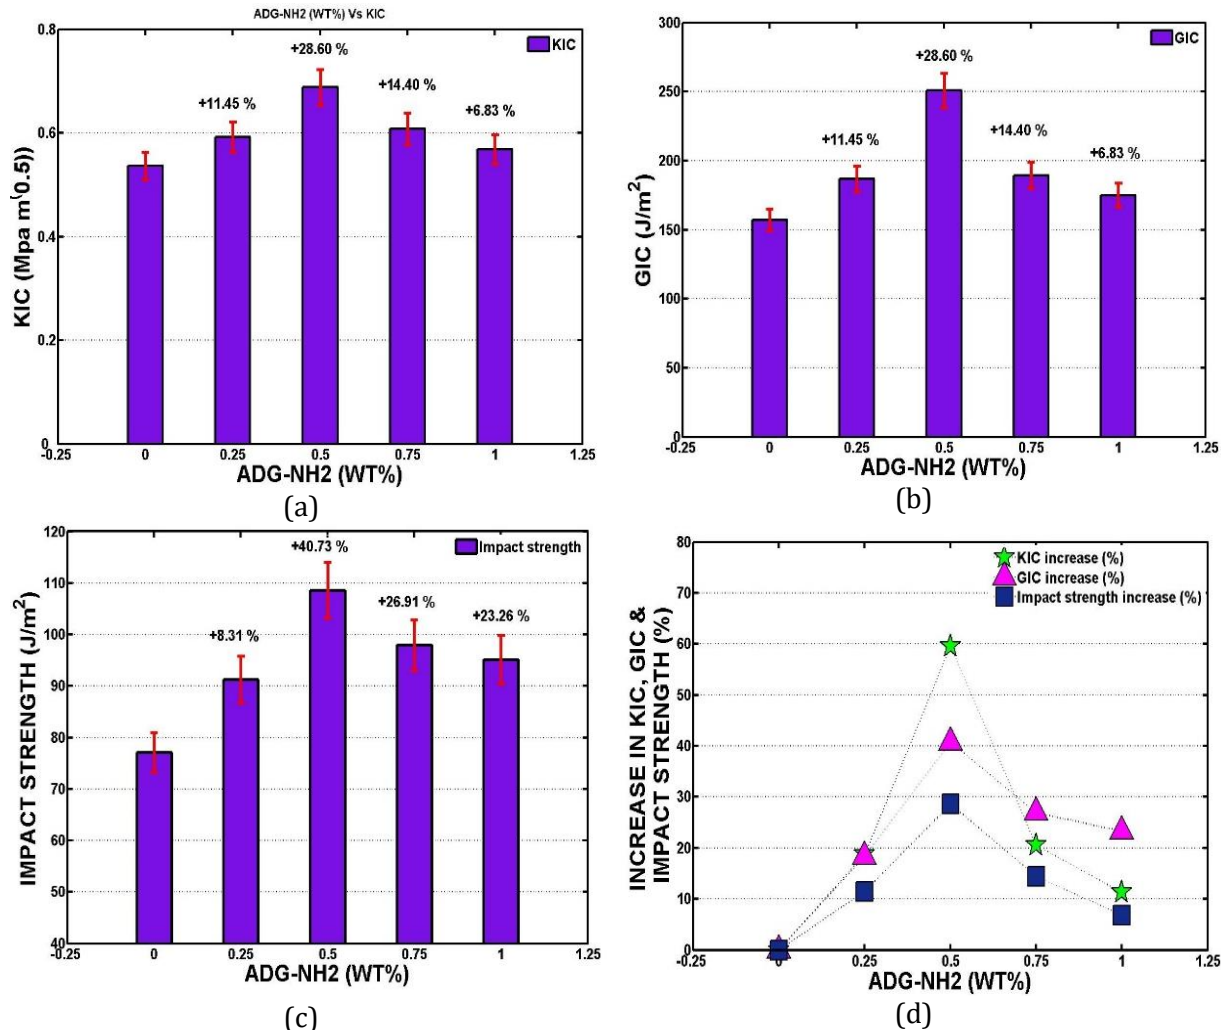 ADG-NH2 (WT%) Vs KIC
KIC
0.8
0.6
0.4
0.2
0
KIC (Mpa m(0.5))
+11.45 %
+28.60 %
+14.40 %
+6.83 %
-0.25 0 0.25 0.5 0.75 1 1.25
ADG-NH2 (WT%)
(a)
GIC
300
250
200
150
100
50
0
GIC (J/m2)
+11.45 %
+28.60 %
+14.40 %
+6.83 %
-0.25 0 0.25 0.5 0.75 1 1.25
ADG-NH2 (WT%)
(b)
Impact strength
120
110
100
90
80
70
60
50
40
IMPACT STRENGTH (J/m2)
+8.31 %
+40.73 %
+26.91 %
+23.26 %
-0.25 0 0.25 0.5 0.75 1 1.25
ADG-NH2 (WT%)
(c)
KIC increase (%)
GIC increase (%)
Impact strength increase (%)
80
70
60
50
40
30
20
10
0
INCREASE IN KIC, GIC &
IMPACT STRENGTH (%)
-0.25 0 0.25 0.5 0.75 1 1.25
ADG-NH2 (WT%)
(d)